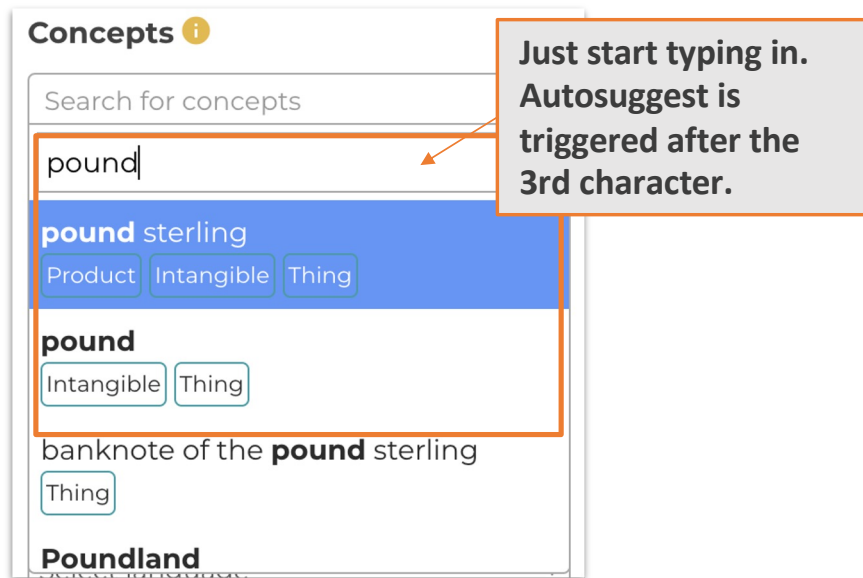 Concepts i
Search for concepts
pound
pound sterling
Product Intangible Thing
pound
Intangible Thing
banknote of the pound sterling
Thing
Poundland
Just start typing in.
Autosuggest is
triggered after the
3rd character.